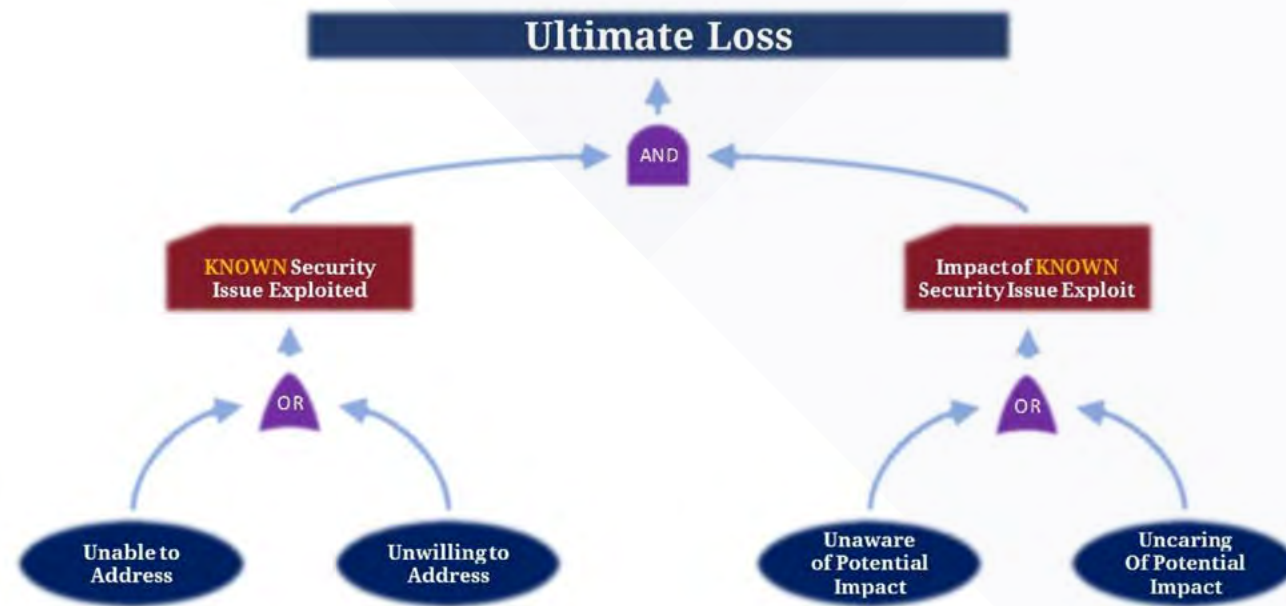 Ultimate Loss
AND
KNOWN Security
Issue Exploited
Impact of KNOWN
Security Issue Exploit
OR
OR
Unable to
Address
Unwilling to
Address
Unaware
of Potential
Impact
Uncaring
Of Potential
Impact